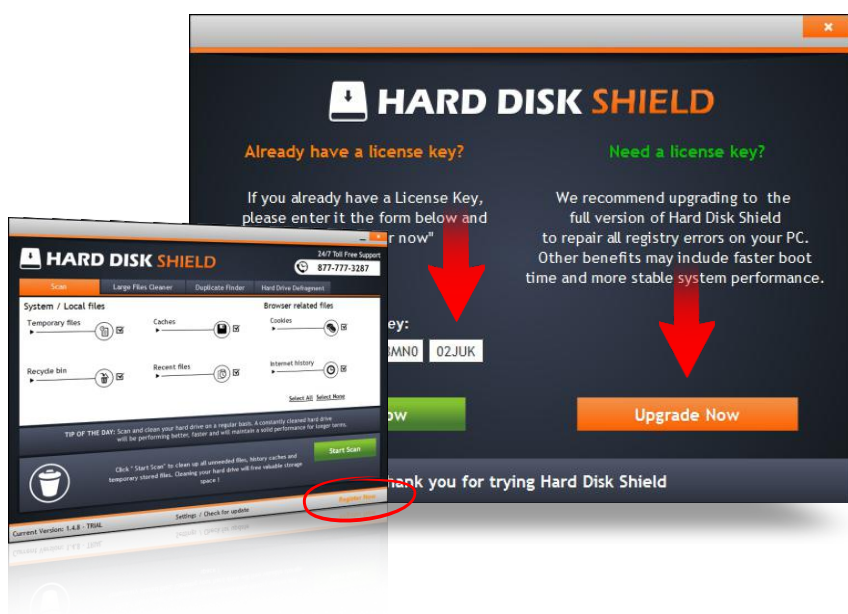 HARD DISK SHIELD
Already have a license key?
If you already have a License Key,
please enter it the form below and
r now"
ey:
MN0 02JUK
ow
Need a license key?
We recommend upgrading to the
full version of Hard Disk Shield
to repair all registry errors on your PC.
Other benefits may include faster boot
time and more stable system performance.
Upgrade Now
ank you for trying Hard Disk Shield
HARD DISK SHIELD
24/7 Toll Free Support
877-777-3287
Scan
Large Files Cleaner
Duplicate Finder
Hard Drive Defragment
System / Local files
Browser related files
Temporary files
Caches
Cookies
Recycle bin
Recent files
Internet history
Select All Select None
TIP OF THE DAY: Scan and clean your hard drive on a regular basis. A constantly cleaned hard drive
will be performing better, faster and will maintain a solid performance for longer terms.
Click "Start Scan" to clean up all unneeded files, history caches and
temporary stored files. Cleaning your hard drive will free valuable storage
space !
Start Scan
Register Now
Current Version: 1.4.8 - TRIAL
Settings / Check for update